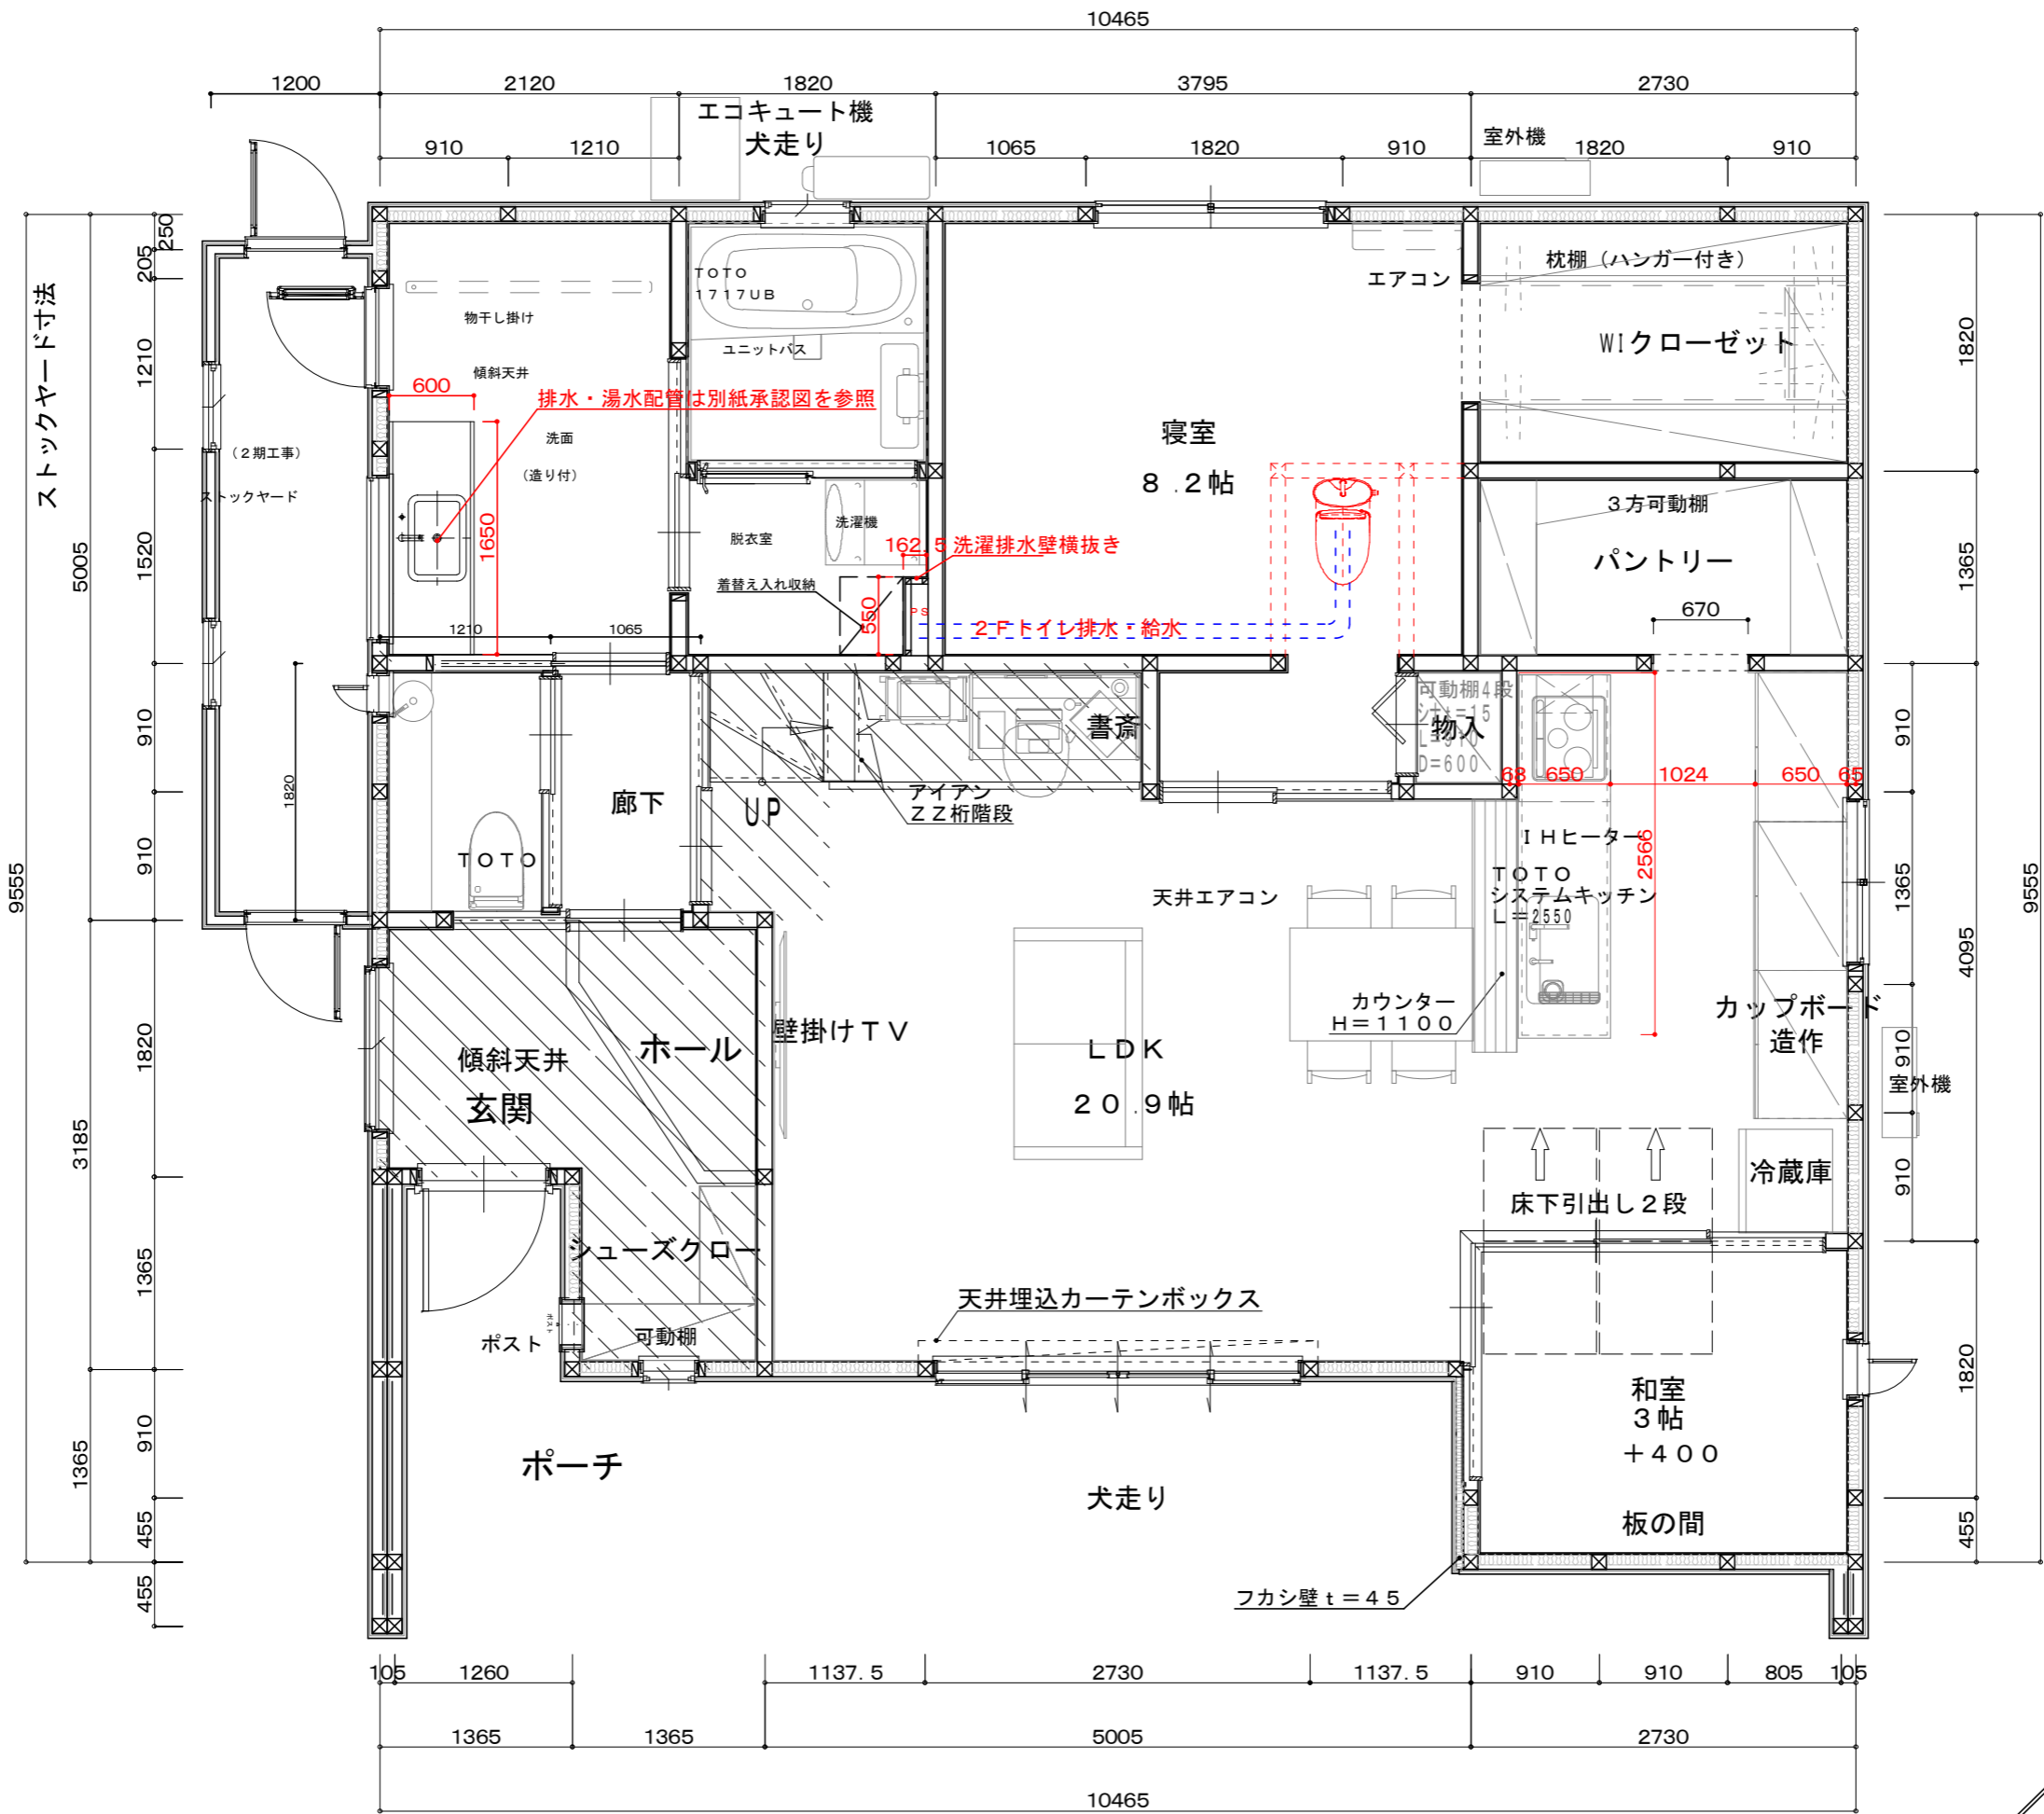 10465
1200
2120
1820
3795
2730
エコキュート機
犬走り
室外機
910
1210
1065
1820
910
1820
910
250
205
1210
1520
910
910
1820
1365
910
455
455
5005
3185
1365
9555
ストックヤード寸法
(2期工事)
ストックヤード
1820
物干し掛け
傾斜天井
600
排水・湯水配管は別紙承認図を参照
洗面
(造り付)
1650
1210
1065
TOTO
1717UB
ユニットバス
脱衣室
洗濯機
162.5
洗濯排水壁横抜き
着替え入れ収納
550
PS
2Fトイレ排水・給水
寝室
8.2帖
エアコン
枕棚(ハンガー付き)
WIクローゼット
3方可動棚
パントリー
670
可動棚4段
物入
D=600
68
650
1024
650
65
2566
書斎
アイアン
ZZ桁階段
UP
廊下
TOTO
IHヒーター
TOTO
システムキッチン
L=2550
天井エアコン
カウンター
H=1100
カップボード
造作
室外機
壁掛けTV
LDK
20.9帖
ホール
傾斜天井
玄関
冷蔵庫
床下引出し2段
シューズクロー
可動棚
ポスト
ポスト
天井埋込カーテンボックス
和室
3帖
+400
板の間
ポーチ
犬走り
フカシ壁 t=45
910
1365
910
910
1820
1365
4095
1820
455
9555
105
1260
1137.5
2730
1137.5
910
910
805
105
1365
1365
5005
2730
10465